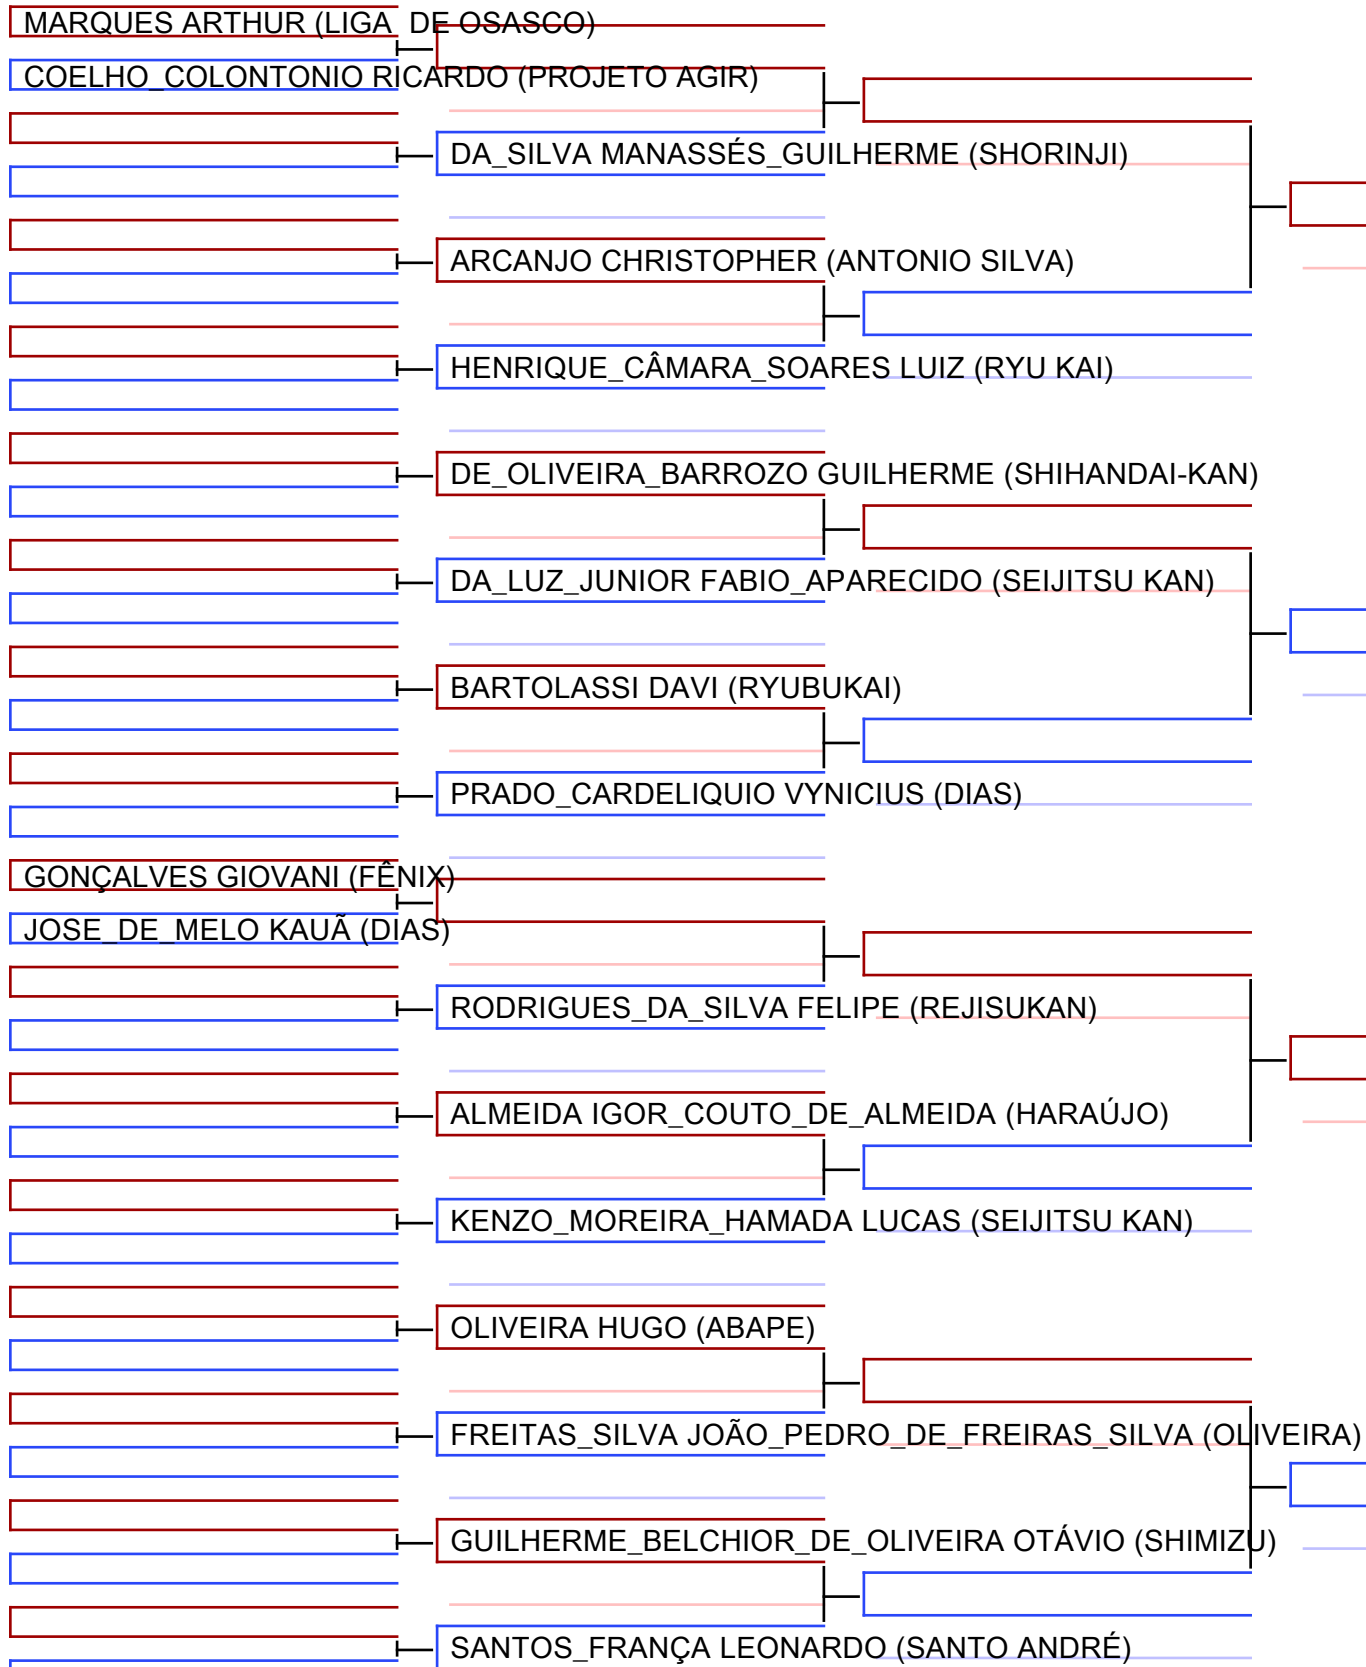 MARQUES ARTHUR (LIGA  DE OSASCO)
COELHO_COLONTONIO RICARDO (PROJETO AGIR)
DA_SILVA MANASSÉS_GUILHERME (SHORINJI)
ARCANJO CHRISTOPHER (ANTONIO SILVA)
HENRIQUE_CÂMARA_SOARES LUIZ (RYU KAI)
DE_OLIVEIRA_BARROZO GUILHERME (SHIHANDAI-KAN)
DA_LUZ_JUNIOR FABIO_APARECIDO (SEIJITSU KAN)
BARTOLASSI DAVI (RYUBUKAI)
PRADO_CARDELIQUIO VYNICIUS (DIAS)
GONÇALVES GIOVANI (FÊNIX)
JOSE_DE_MELO KAUÃ (DIAS)
RODRIGUES_DA_SILVA FELIPE (REJISUKAN)
ALMEIDA IGOR_COUTO_DE_ALMEIDA (HARAÚJO)
KENZO_MOREIRA_HAMADA LUCAS (SEIJITSU KAN)
OLIVEIRA HUGO (ABAPE)
FREITAS_SILVA JOÃO_PEDRO_DE_FREIRAS_SILVA (OLIVEIRA)
GUILHERME_BELCHIOR_DE_OLIVEIRA OTÁVIO (SHIMIZU)
SANTOS_FRANÇA LEONARDO (SANTO ANDRÉ)